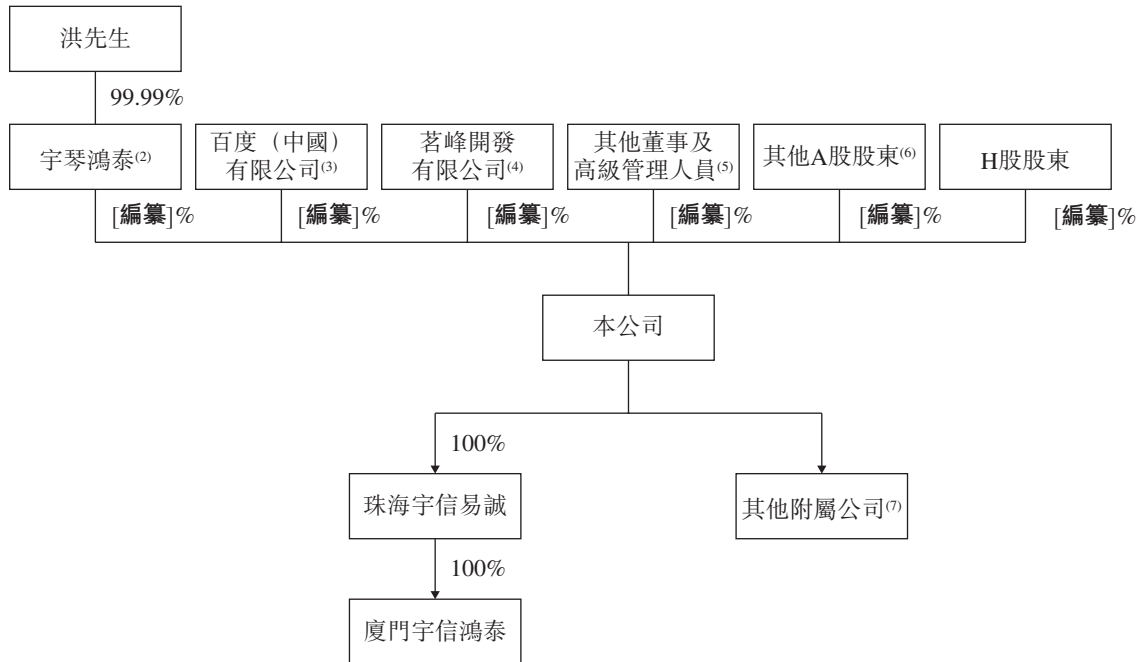 洪先生
99.99%
宇琴鴻泰(2)
百度（中國）
有限公司(3)
茗峰開發
有限公司(4)
其他董事及
高級管理人員(5)
其他A股股東(6)
H股股東
[編纂]%
[編纂]%
[編纂]%
[編纂]%
[編纂]%
[編纂]%
本公司
100%
珠海宇信易誠
其他附屬公司(7)
100%
廈門宇信鴻泰